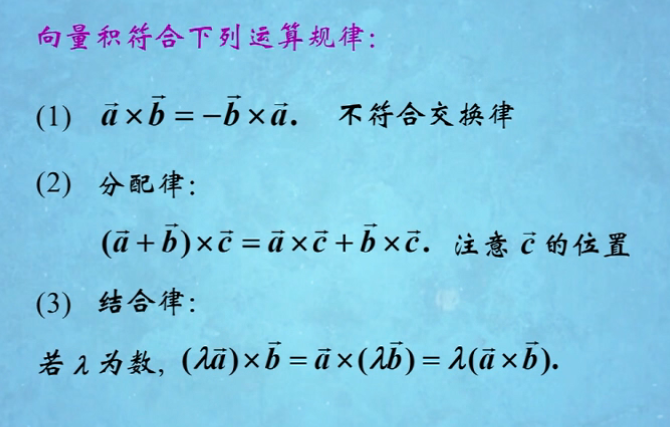 向量积符合下列运算规律：
(1) $\vec{a} \times \vec{b} = -\vec{b} \times \vec{a}.$ 不符合交换律
(2) 分配律：
$(\vec{a} + \vec{b}) \times \vec{c} = \vec{a} \times \vec{c} + \vec{b} \times \vec{c}.$ 注意 $\vec{c}$ 的位置
(3) 结合律：
若 λ 为数, $(\lambda\vec{a}) \times \vec{b} = \vec{a} \times (\lambda\vec{b}) = \lambda(\vec{a} \times \vec{b}).$